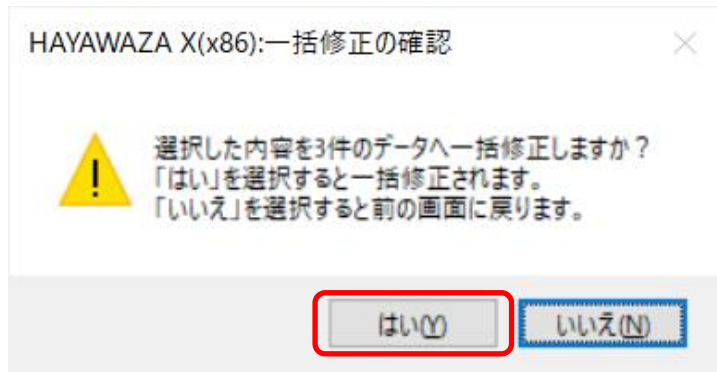 HAYAWAZA X(x86):一括修正の確認
選択した内容を3件のデータへ一括修正しますか？
「はい」を選択すると一括修正されます。
「いいえ」を選択すると前の画面に戻ります。
はい(Y)
いいえ(N)